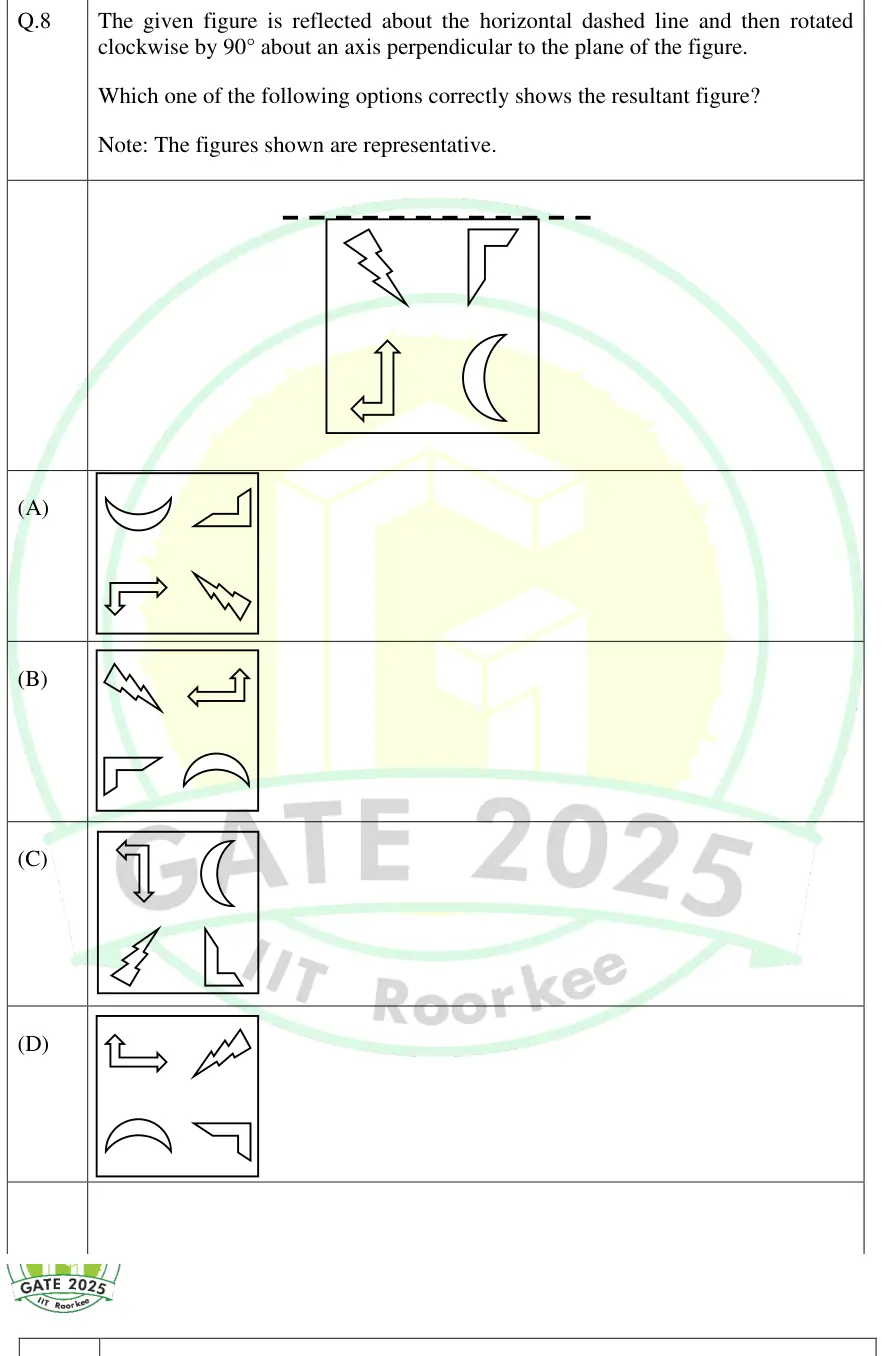 Q.8 The given figure is reflected about the horizontal dashed line and then rotated
clockwise by 90° about an axis perpendicular to the plane of the figure.
Which one of the following options correctly shows the resultant figure?
Note: The figures shown are representative.
(A)
(B)
(C)
(D)
GATE 2025
IIT Roorkee
GATE 2025
IIT Roorkee